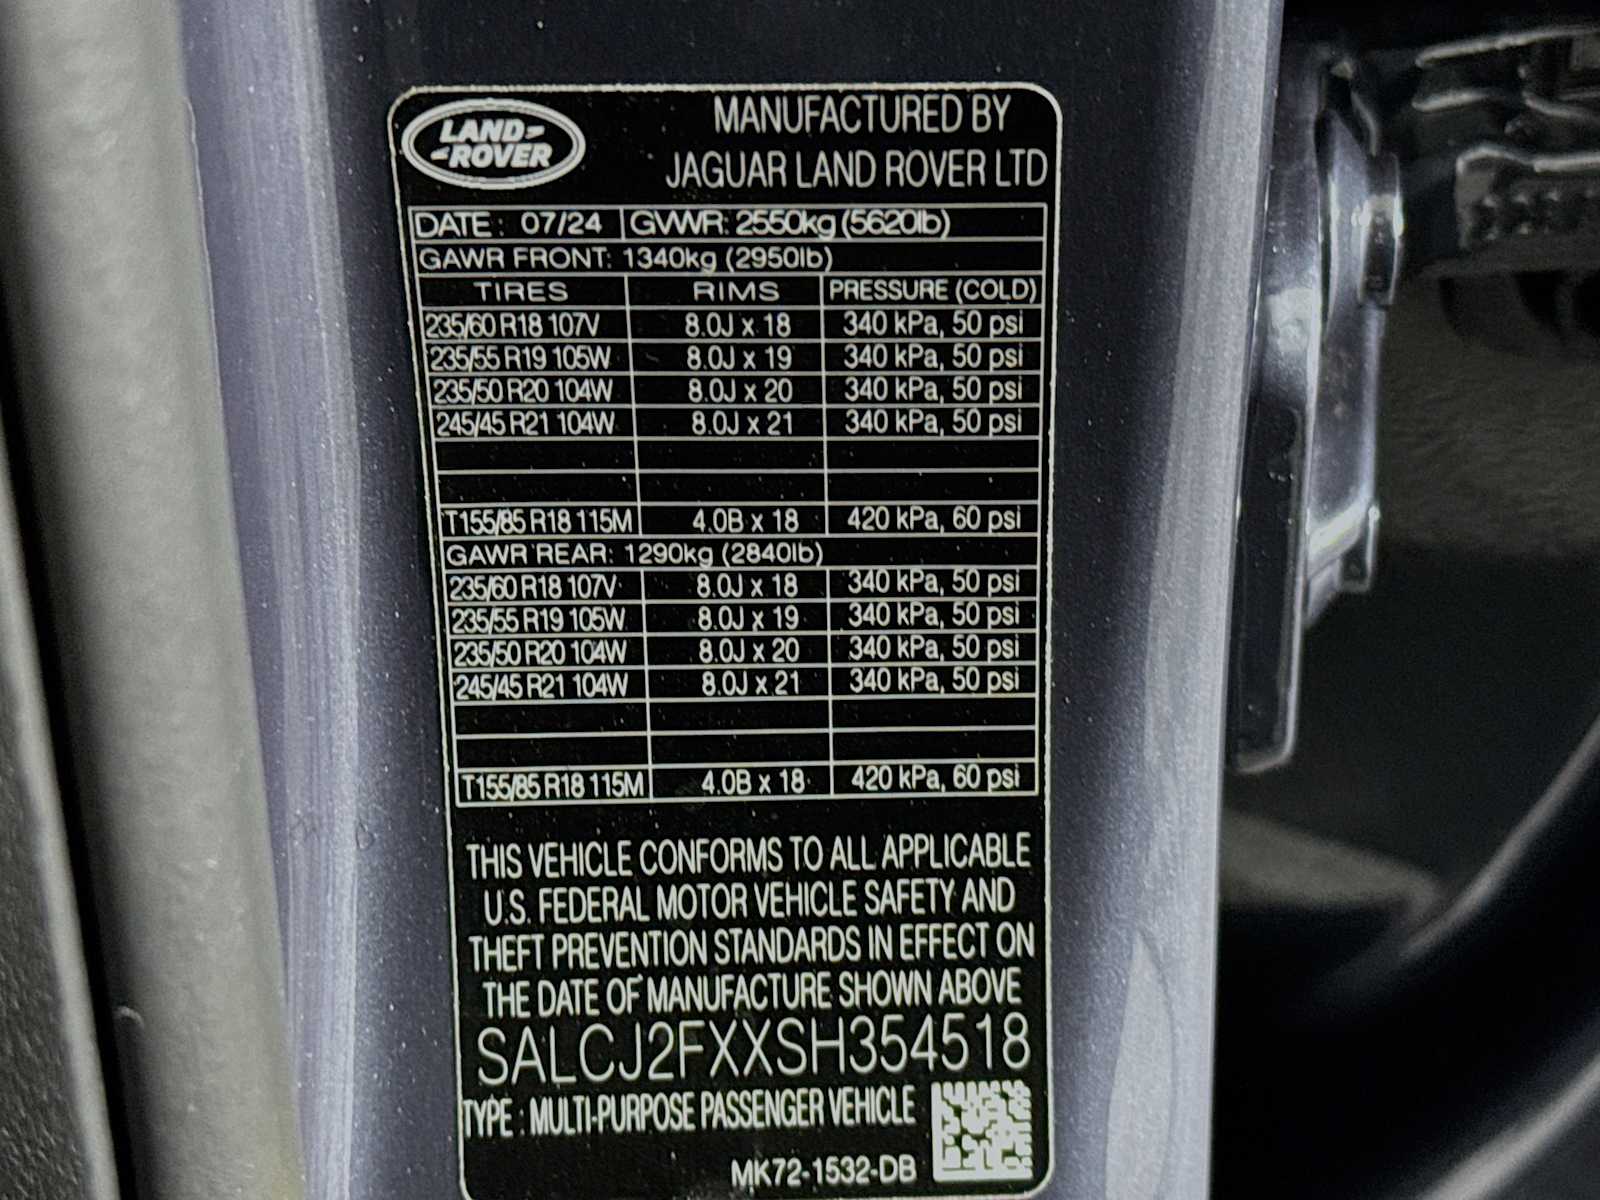 LAND-
-ROVER
MANUFACTURED BY
JAGUAR LAND ROVER LTD
DATE: 07/24 GVWR: 2550kg (5620lb)
GAWR FRONT: 1340kg (2950lb)
TIRES RIMS PRESSURE (COLD)
235/60 R18 107V 8.0J x 18 340 kPa, 50 psi
235/55 R19 105W 8.0J x 19 340 kPa, 50 psi
235/50 R20 104W 8.0J x 20 340 kPa, 50 psi
245/45 R21 104W 8.0J x 21 340 kPa, 50 psi
T155/85 R18 115M 4.0B x 18 420 kPa, 60 psi
GAWR REAR: 1290kg (2840lb)
235/60 R18 107V 8.0J x 18 340 kPa, 50 psi
235/55 R19 105W 8.0J x 19 340 kPa, 50 psi
235/50 R20 104W 8.0J x 20 340 kPa, 50 psi
245/45 R21 104W 8.0J x 21 340 kPa, 50 psi
T155/85 R18 115M 4.0B x 18 420 kPa, 60 psi
THIS VEHICLE CONFORMS TO ALL APPLICABLE
U.S. FEDERAL MOTOR VEHICLE SAFETY AND
THEFT PREVENTION STANDARDS IN EFFECT ON
THE DATE OF MANUFACTURE SHOWN ABOVE
SALCJ2FXXSH354518
TYPE : MULTI-PURPOSE PASSENGER VEHICLE
MK72-1532-DB